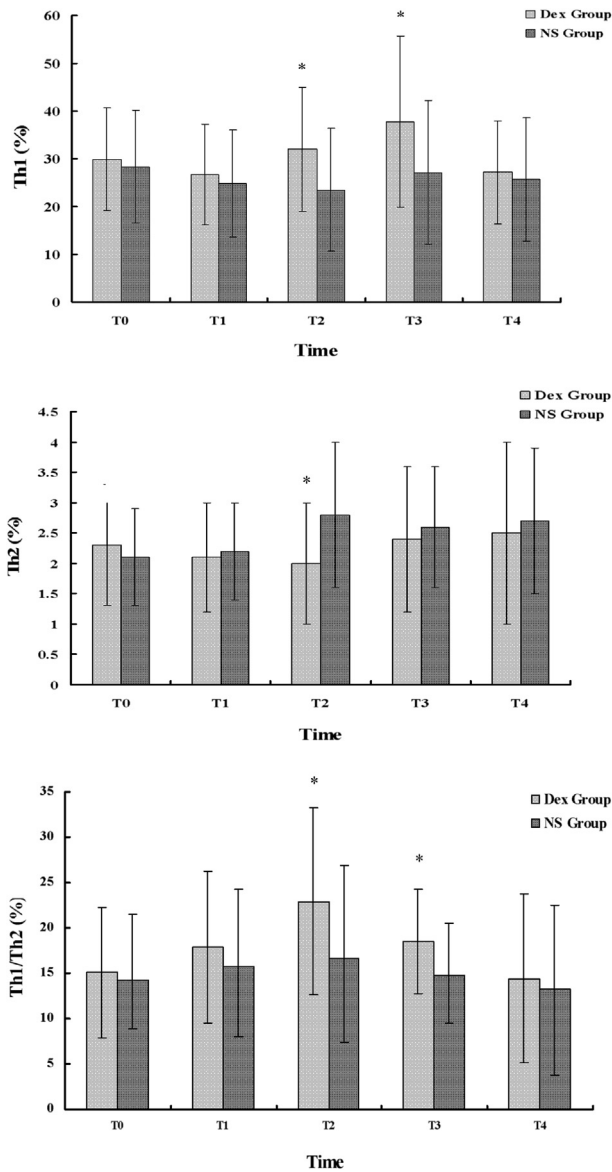 60
50
40
30
20
10
0
Th1 (%)
Dex Group
NS Group
*
*
T0 T1 T2 T3 T4
Time
4.5
4
3.5
3
2.5
2
1.5
1
0.5
0
Th2 (%)
Dex Group
NS Group
*
T0 T1 T2 T3 T4
Time
35
30
25
20
15
10
5
0
Th1/Th2 (%)
Dex Group
NS Group
*
*
T0 T1 T2 T3 T4
Time